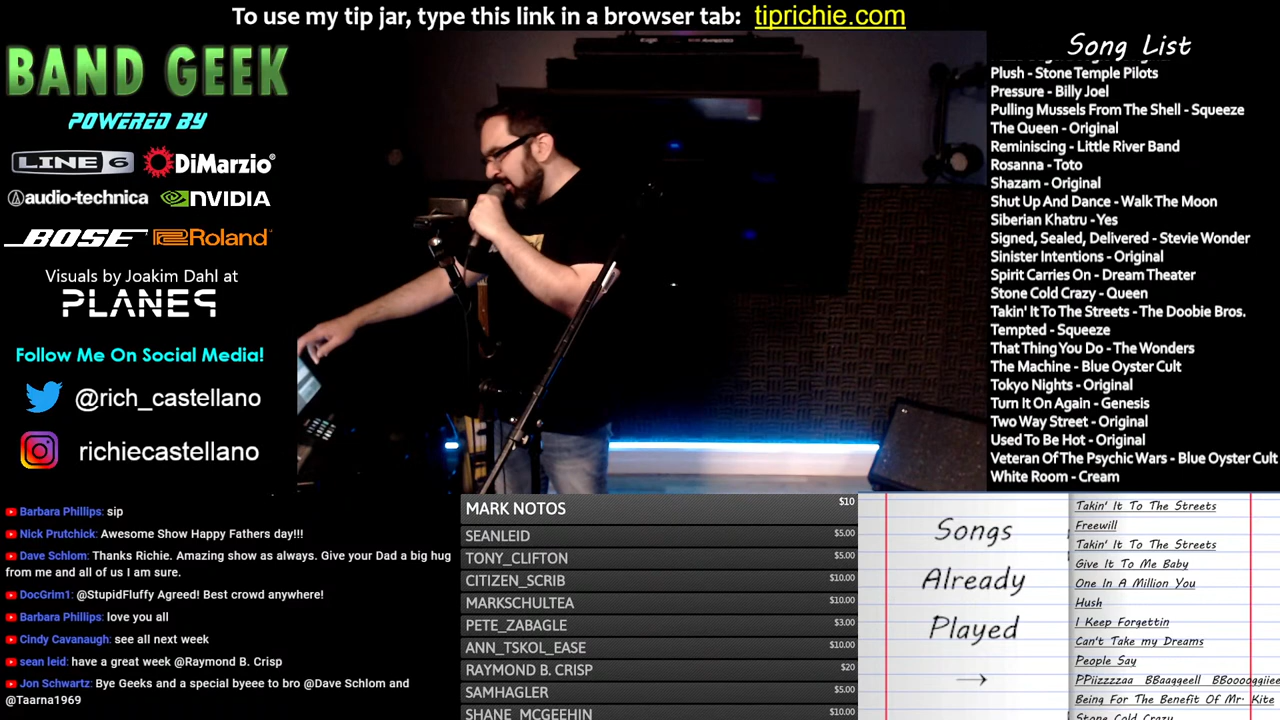 To use my tip jar, type this link in a browser tab: tiprichie.com
BAND GEEK
POWERED BY
LINE 6
DiMarzio®
audio-technica
NVIDIA
BOSE
Roland
Visuals by Joakim Dahl at
PLANE9
Follow Me On Social Media!
@rich_castellano
richiecastellano
Song List
Plush - Stone Temple Pilots
Pressure - Billy Joel
Pulling Mussels From The Shell - Squeeze
The Queen - Original
Reminiscing - Little River Band
Rosanna - Toto
Shazam - Original
Shut Up And Dance - Walk The Moon
Siberian Khatru - Yes
Signed, Sealed, Delivered - Stevie Wonder
Sinister Intentions - Original
Spirit Carries On - Dream Theater
Stone Cold Crazy - Queen
Takin' It To The Streets - The Doobie Bros.
Tempted - Squeeze
That Thing You Do - The Wonders
The Machine - Blue Oyster Cult
Tokyo Nights - Original
Turn It On Again - Genesis
Two Way Street - Original
Used To Be Hot - Original
Veteran Of The Psychic Wars - Blue Oyster Cult
White Room - Cream
Barbara Phillips: sip
Nick Prutchick: Awesome Show Happy Fathers day!!!
Dave Schlom: Thanks Richie. Amazing show as always. Give your Dad a big hug
from me and all of us I am sure.
DocGrim1: @StupidFluffy Agreed! Best crowd anywhere!
Barbara Phillips: love you all
Cindy Cavanaugh: see all next week
sean leid: have a great week @Raymond B. Crisp
Jon Schwartz: Bye Geeks and a special byeee to bro @Dave Schlom and
@Taarna1969
MARK NOTOS $10
SEANLEID $5.00
TONY_CLIFTON $5.00
CITIZEN_SCRIB $10.00
MARKSCHULTEA $10.00
PETE_ZABAGLE $3.00
ANN_TSKOL_EASE $10.00
RAYMOND B. CRISP $20
SAMHAGLER $5.00
SHANE_MCGEEHIN $10.00
Songs
Already
Played
Takin' It To The Streets
Freewill
Takin' It To The Streets
Give It To Me Baby
One In A Million You
Hush
I Keep Forgettin
Can't Take my Dreams
People Say
PPiizzzzaa BBaaggeell BBooooggiiee
Being For The Benefit Of Mr. Kite
Stone Cold Crazy